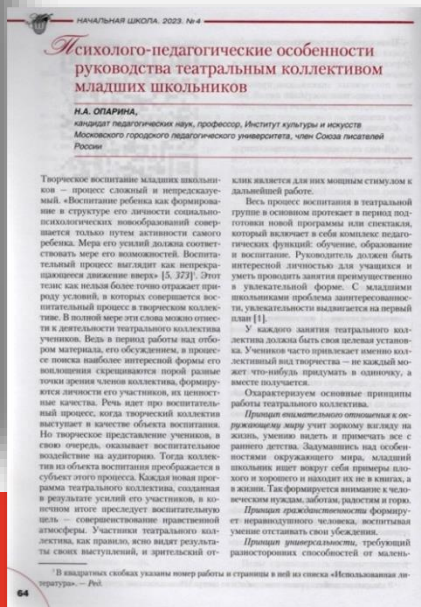 НАЧАЛЬНАЯ ШКОЛА. 2023. №4
Психолого-педагогические особенности
руководства театральным коллективом
младших школьников
Н.А. ОПАРИНА,
кандидат педагогических наук, профессор, Институт культуры и искусств
Московского городского педагогического университета, член Союза писателей
России
Творческое воспитание младших школьни-
ков – процесс сложный и непредсказуе-
мый. «Воспитание ребенка как формирова-
ние в структуре его личности социально-
психологических новообразований совер-
шается только путем активности самого
ребенка. Мера его усилий должна соответ-
ствовать мере его возможностей. Воспита-
тельный процесс выглядит как непрекра-
щающееся движение вверх» [5, 373]¹. Этот
тезис как нельзя более точно отражает при-
роду условий, в которых совершается вос-
питательный процесс в творческом коллек-
тиве. В полной мере эти слова можно отнес-
ти к деятельности театрального коллектива
учеников. Ведь в период работы над отбо-
ром материала, его обсуждением, в процес-
се поиска наиболее интересной формы его
воплощения скрещиваются порой разные
точки зрения членов коллектива, формиру-
ются личности его участников, их ценност-
ные качества. Речь идет про воспитатель-
ный процесс, когда творческий коллектив
выступает в качестве объекта воспитания.
Но творческое представление учеников, в
свою очередь, оказывает воспитательное
воздействие на аудиторию. Тогда коллек-
тив из объекта воспитания преображается в
субъект этого процесса. Каждая новая про-
грамма театрального коллектива, созданная
в результате усилий его участников, в ко-
нечном итоге преследует воспитательную
цель – совершенствование нравственной
атмосферы. Участники театрального кол-
лектива, как правило, ясно видят результа-
ты своих выступлений, и зрительский от-
клик является для них мощным стимулом к
дальнейшей работе.
Весь процесс воспитания в театральной
группе в основном протекает в период под-
готовки новой программы или спектакля,
который включает в себя комплекс педаго-
гических функций: обучение, образование
и воспитание. Руководитель должен быть
интересной личностью для учащихся и
уметь проводить занятия преимущественно
в увлекательной форме. С младшими
школьниками проблема заинтересованнос-
ти, увлекательности выдвигается на первый
план [1].
У каждого занятия театрального кол-
лектива должна быть своя целевая установ-
ка. Учеников часто привлекает именно кол-
лективный вид творчества – не каждый мо-
жет что-нибудь придумать в одиночку, а
вместе получается.
Охарактеризуем основные принципы
работы театрального коллектива.
Принцип внимательного отношения к ок-
ружающему миру учит зоркому взгляду на
жизнь, умению видеть и примечать все с
раннего детства. Задумавшись над особен-
ностями окружающего мира, младший
школьник ищет вокруг себя примеры пло-
хого и хорошего и находит их не в книгах, а
в жизни. Так формируется внимание к чело-
веческим нуждам, заботам, радостям и горю.
Принцип гражданственности формиру-
ет неравнодушного человека, воспитывая
умение отстаивать свои убеждения.
Принцип универсальности, требующий
разносторонних способностей от малень-
¹ В квадратных скобках указаны номер работы и страницы в ней из списка «Использованная ли-
тература». – Ред.
64